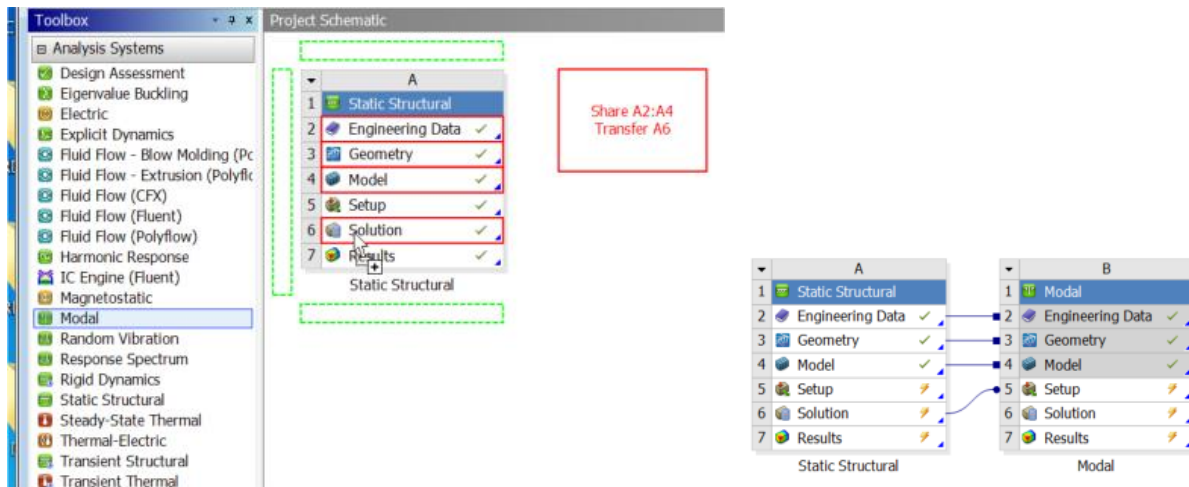 Toolbox
Analysis Systems
Design Assessment
Eigenvalue Buckling
Electric
Explicit Dynamics
Fluid Flow - Blow Molding (Po
Fluid Flow - Extrusion (Polyflo
Fluid Flow (CFX)
Fluid Flow (Fluent)
Fluid Flow (Polyflow)
Harmonic Response
IC Engine (Fluent)
Magnetostatic
Modal
Random Vibration
Response Spectrum
Rigid Dynamics
Static Structural
Steady-State Thermal
Thermal-Electric
Transient Structural
Transient Thermal
Project Schematic
A
1 Static Structural
2 Engineering Data
3 Geometry
4 Model
5 Setup
6 Solution
7 Results
Static Structural
Share A2:A4
Transfer A6
A
1 Static Structural
2 Engineering Data
3 Geometry
4 Model
5 Setup
6 Solution
7 Results
Static Structural
B
1 Modal
2 Engineering Data
3 Geometry
4 Model
5 Setup
6 Solution
7 Results
Modal